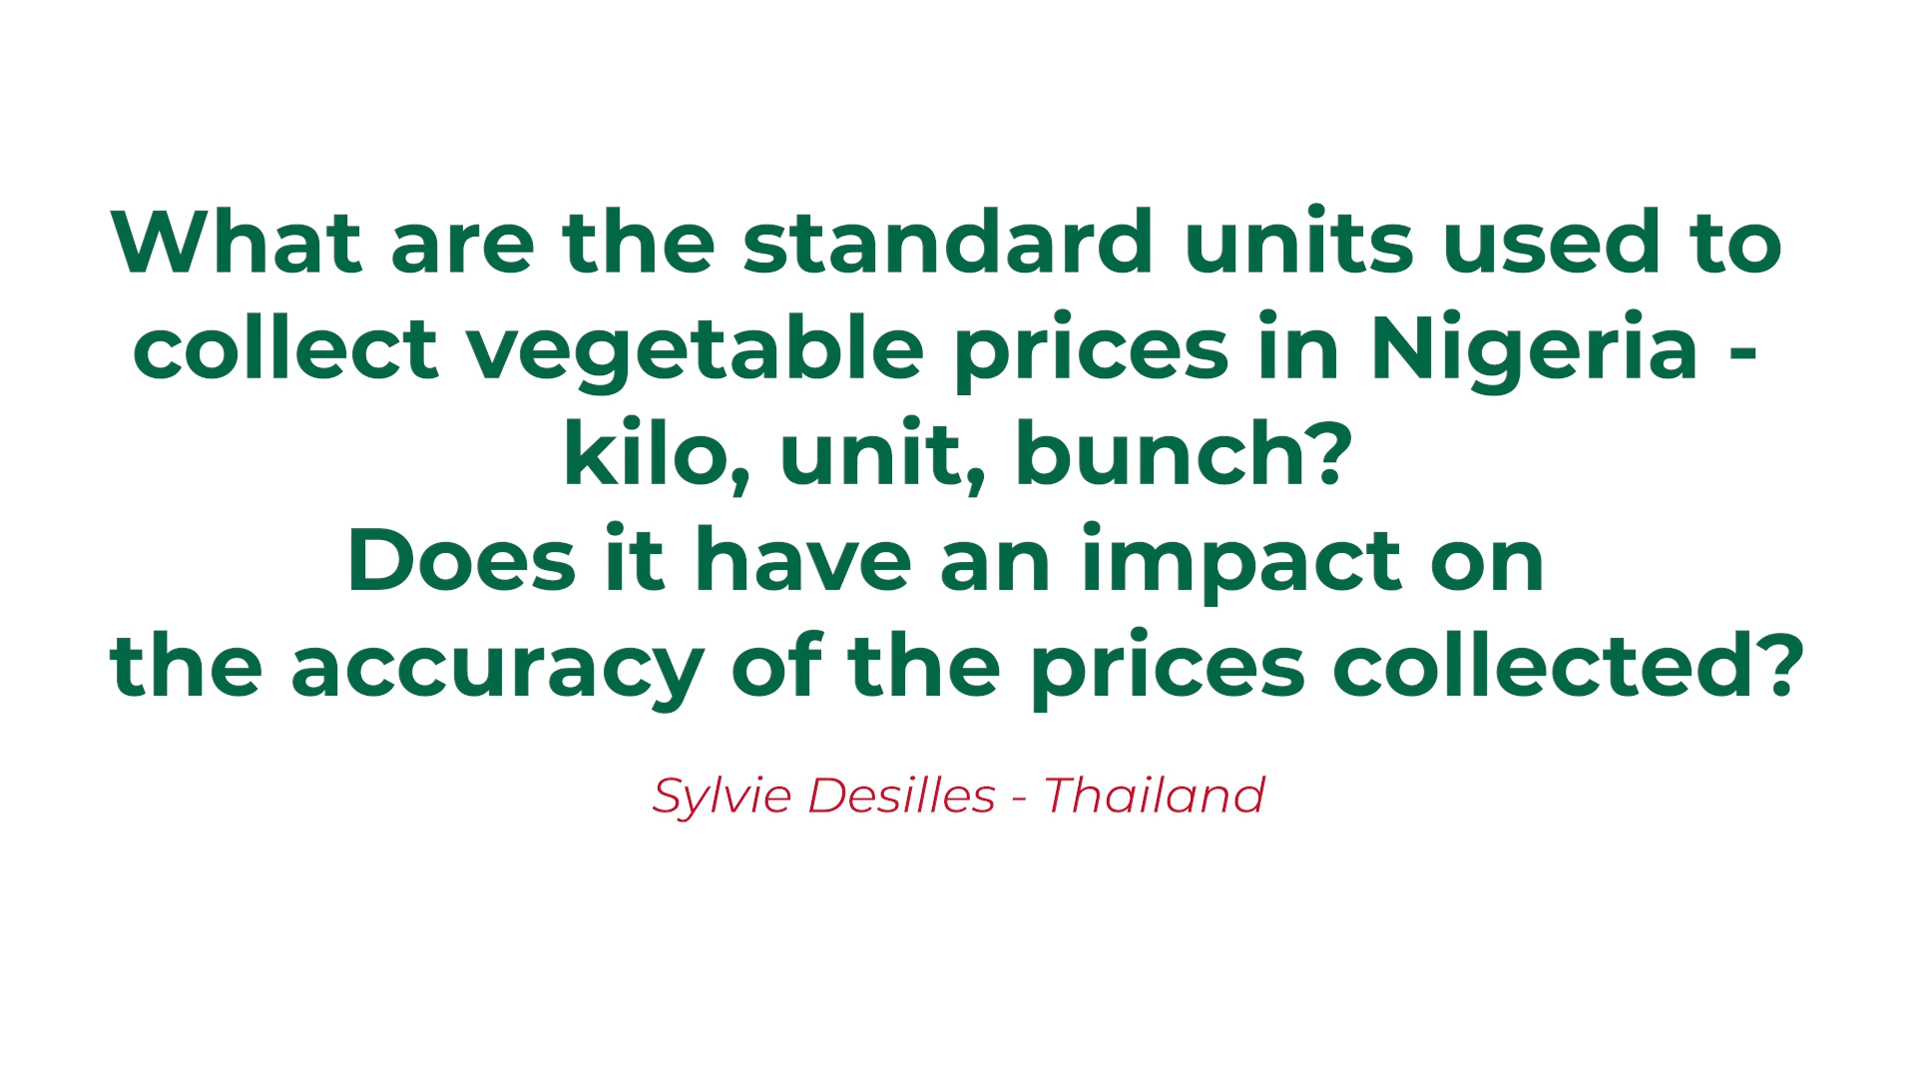 What are the standard units used to
collect vegetable prices in Nigeria -
kilo, unit, bunch?
Does it have an impact on
the accuracy of the prices collected?
Sylvie Desilles - Thailand